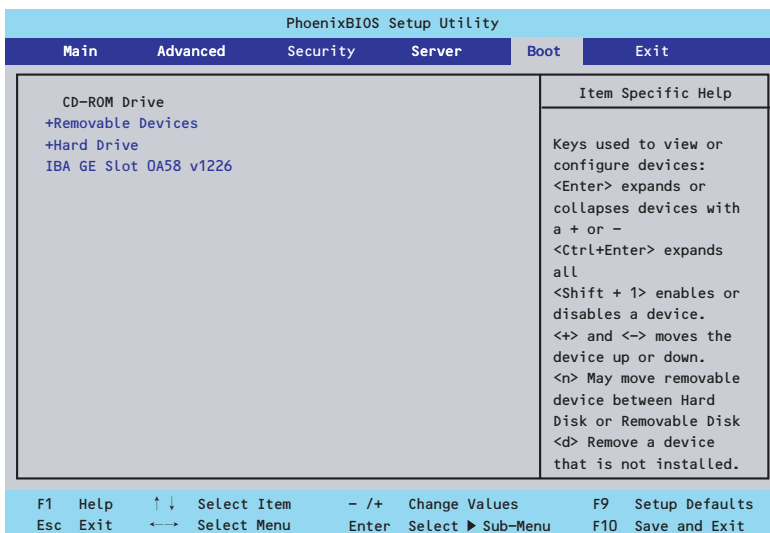 PhoenixBIOS Setup Utility
Main Advanced Security Server Boot Exit
CD-ROM Drive
+Removable Devices
+Hard Drive
IBA GE Slot 0A58 v1226
Item Specific Help
Keys used to view or
configure devices:
<Enter> expands or
collapses devices with
a + or -
<Ctrl+Enter> expands
all
<Shift + 1> enables or
disables a device.
<+> and <-> moves the
device up or down.
<n> May move removable
device between Hard
Disk or Removable Disk
<d> Remove a device
that is not installed.
F1 Help ↑↓ Select Item - /+ Change Values F9 Setup Defaults
Esc Exit ←→ Select Menu Enter Select ▶ Sub-Menu F10 Save and Exit